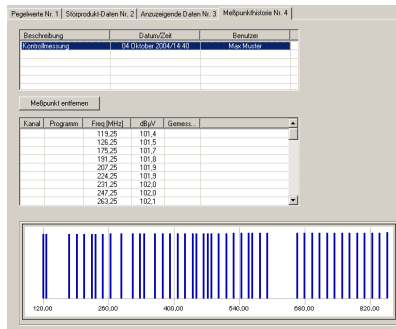 Pegelwerte Nr. 1 Störprodukt-Daten Nr. 2 Anzuzeigende Daten Nr. 3 Meßpunkthistorie Nr. 4
Beschreibung Datum/Zeit Benutzer
Kontrollmessung 04 Oktober 2004/14:40 Max Muster
Meßpunkt entfernen
Kanal Programm Freq [MHz] dBµV Gemess...
119,25 101,4
126,25 101,5
175,25 101,7
191,25 101,8
207,25 101,9
224,25 101,9
231,25 102,0
247,25 102,0
263,25 102,1
120,00 260,00 400,00 540,00 680,00 820,00